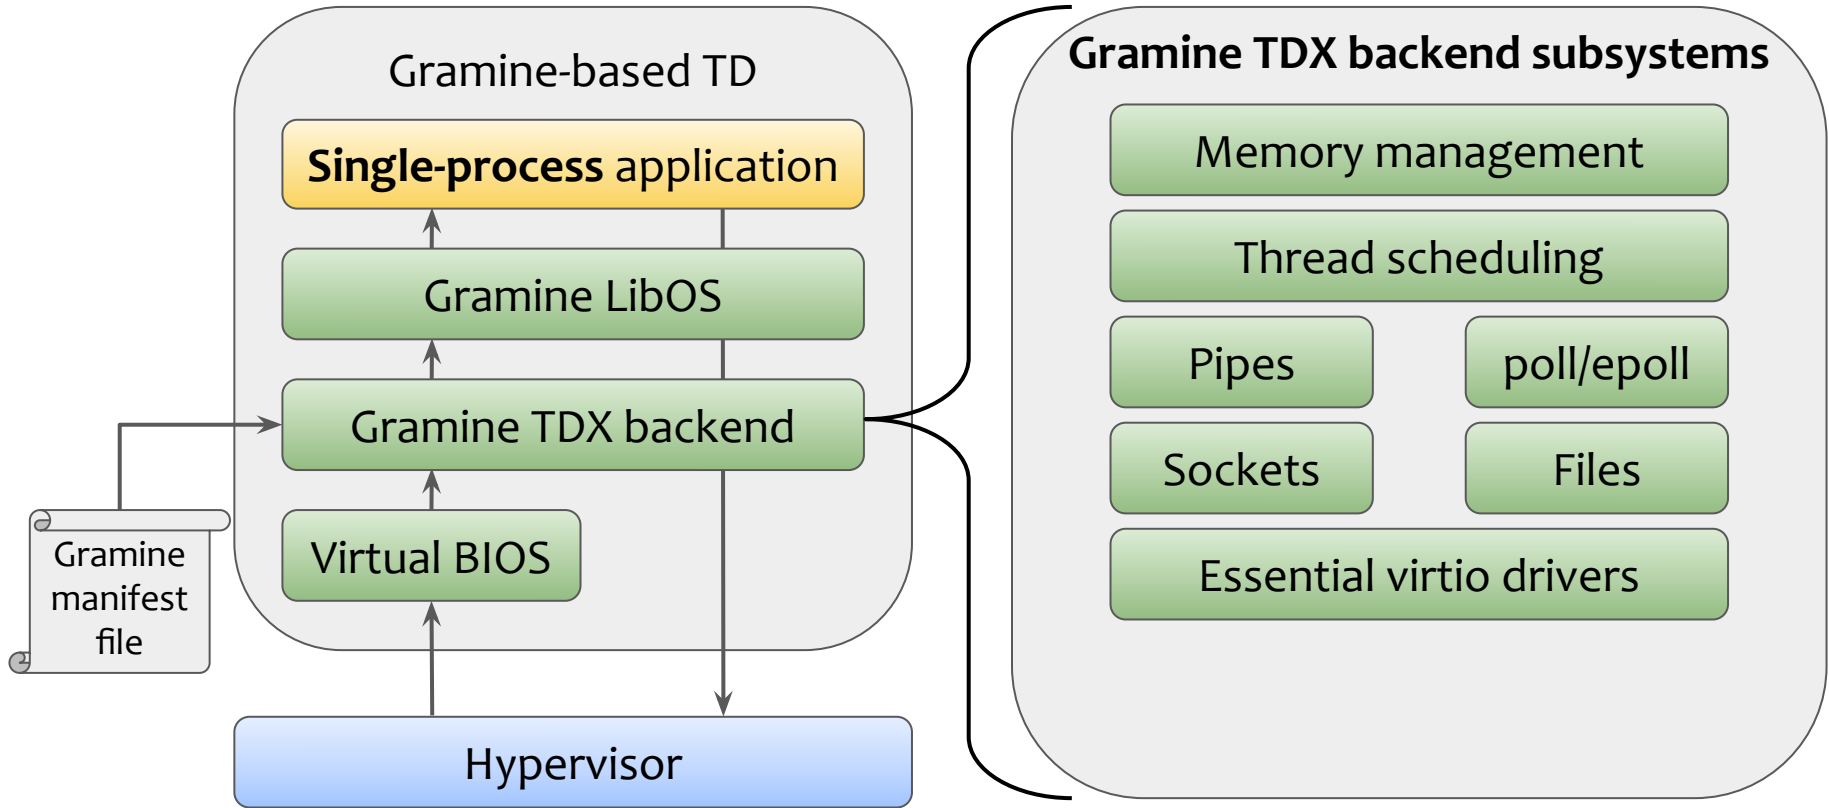 Gramine-based TD
Single-process application
Gramine LibOS
Gramine TDX backend
Virtual BIOS
Gramine
manifest
file
Hypervisor
Gramine TDX backend subsystems
Memory management
Thread scheduling
Pipes
poll/epoll
Sockets
Files
Essential virtio drivers